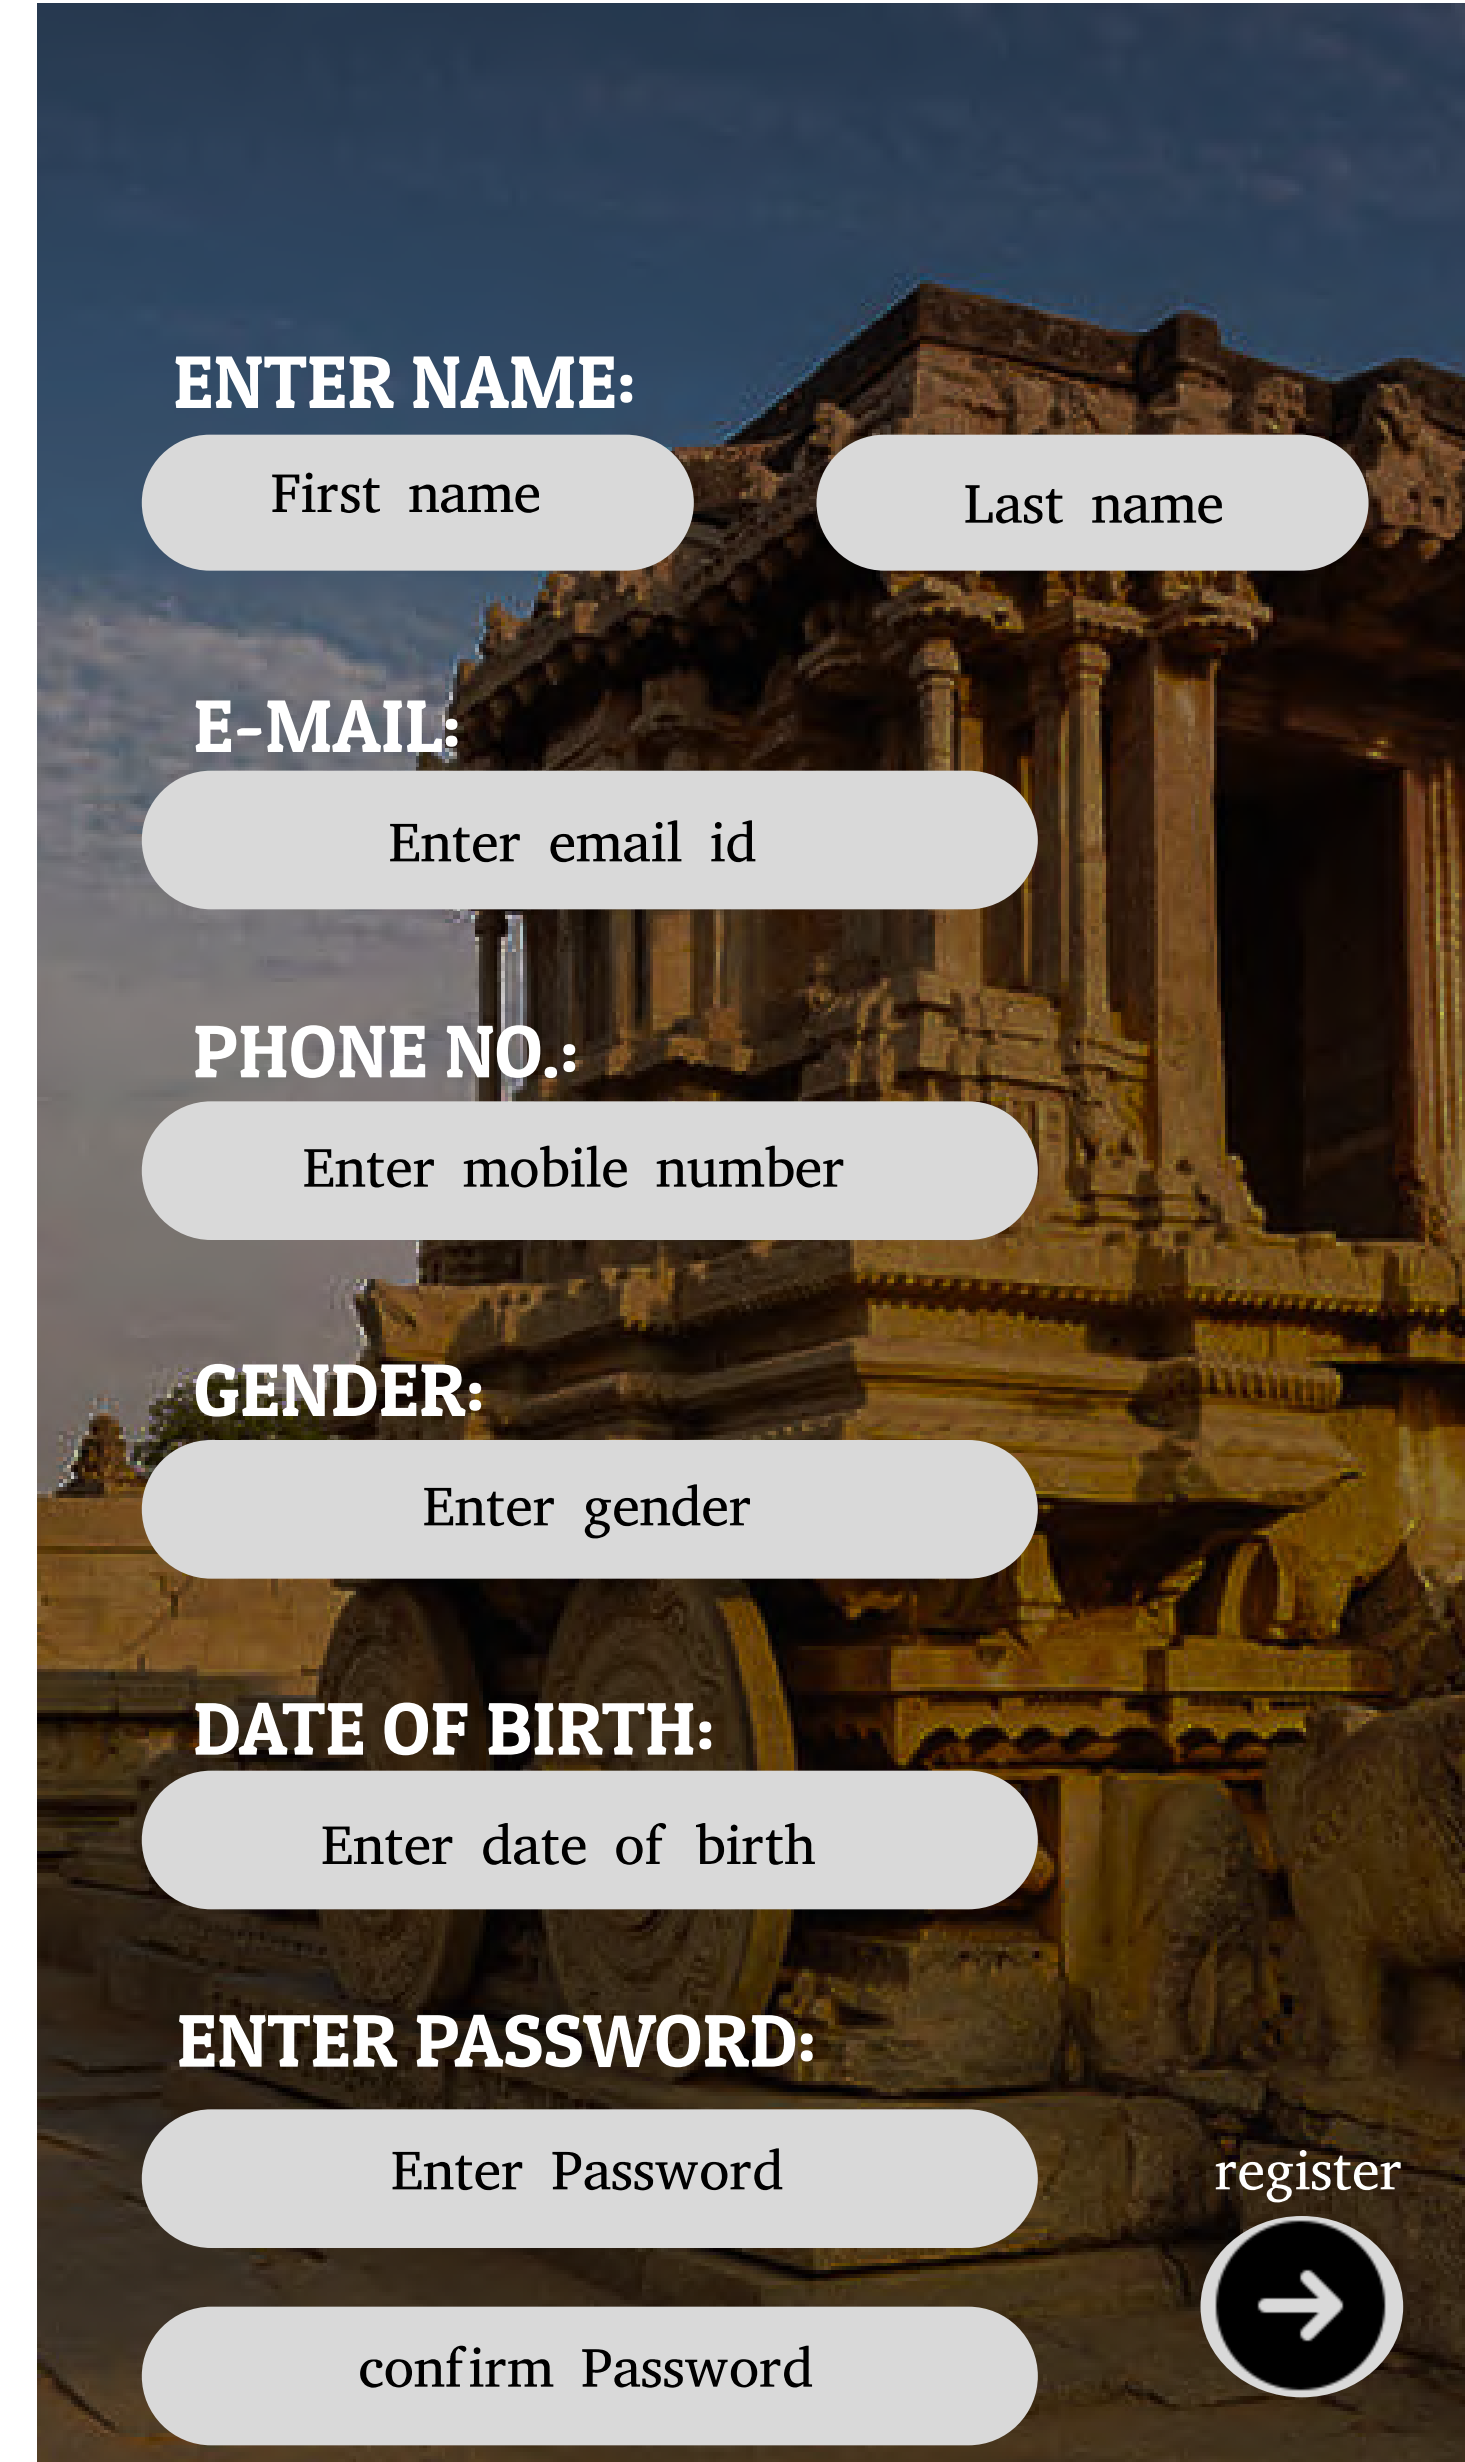 ENTER NAME:
First name
Last name
E-MAIL:
Enter email id
PHONE NO.:
Enter mobile number
GENDER:
Enter gender
DATE OF BIRTH:
Enter date of birth
ENTER PASSWORD:
Enter Password
register
confirm Password